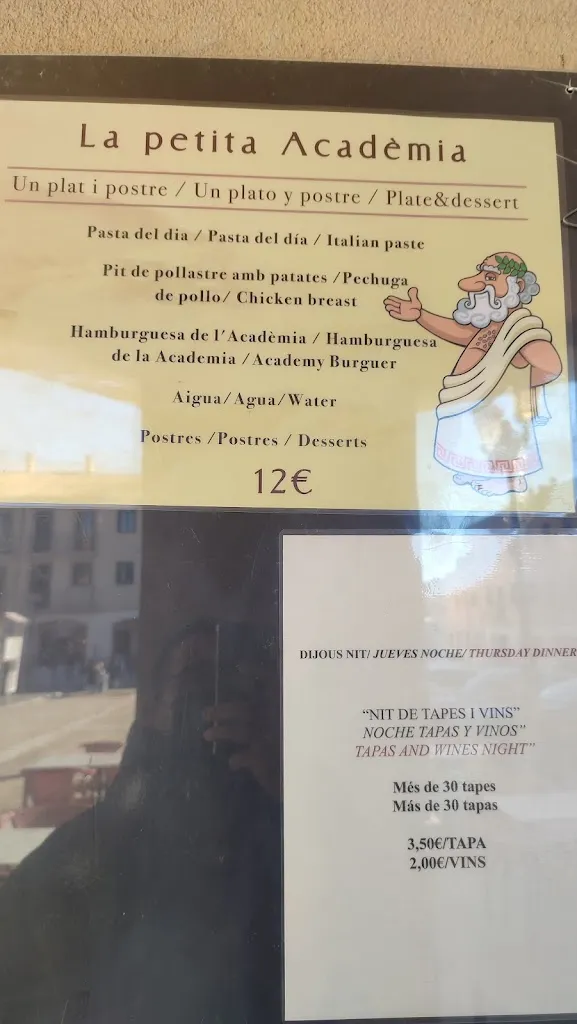 La petita Acadèmia
Un plat i postre / Un plato y postre / Plate&dessert
Pasta del dia / Pasta del día / Italian paste
Pit de pollastre amb patates /Pechuga
de pollo/ Chicken breast
Hamburguesa de l'Acadèmia / Hamburguesa
de la Academia /Academy Burguer
Aigua/Agua/Water
Postres /Postres / Desserts
12€
DIJOUS NIT/ JUEVES NOCHE/ THURSDAY DINNER
“NIT DE TAPES I VINS”
NOCHE TAPAS Y VINOS”
TAPAS AND WINES NIGHT”
Més de 30 tapes
Más de 30 tapas
3,50€/TAPA
2,00€/VINS